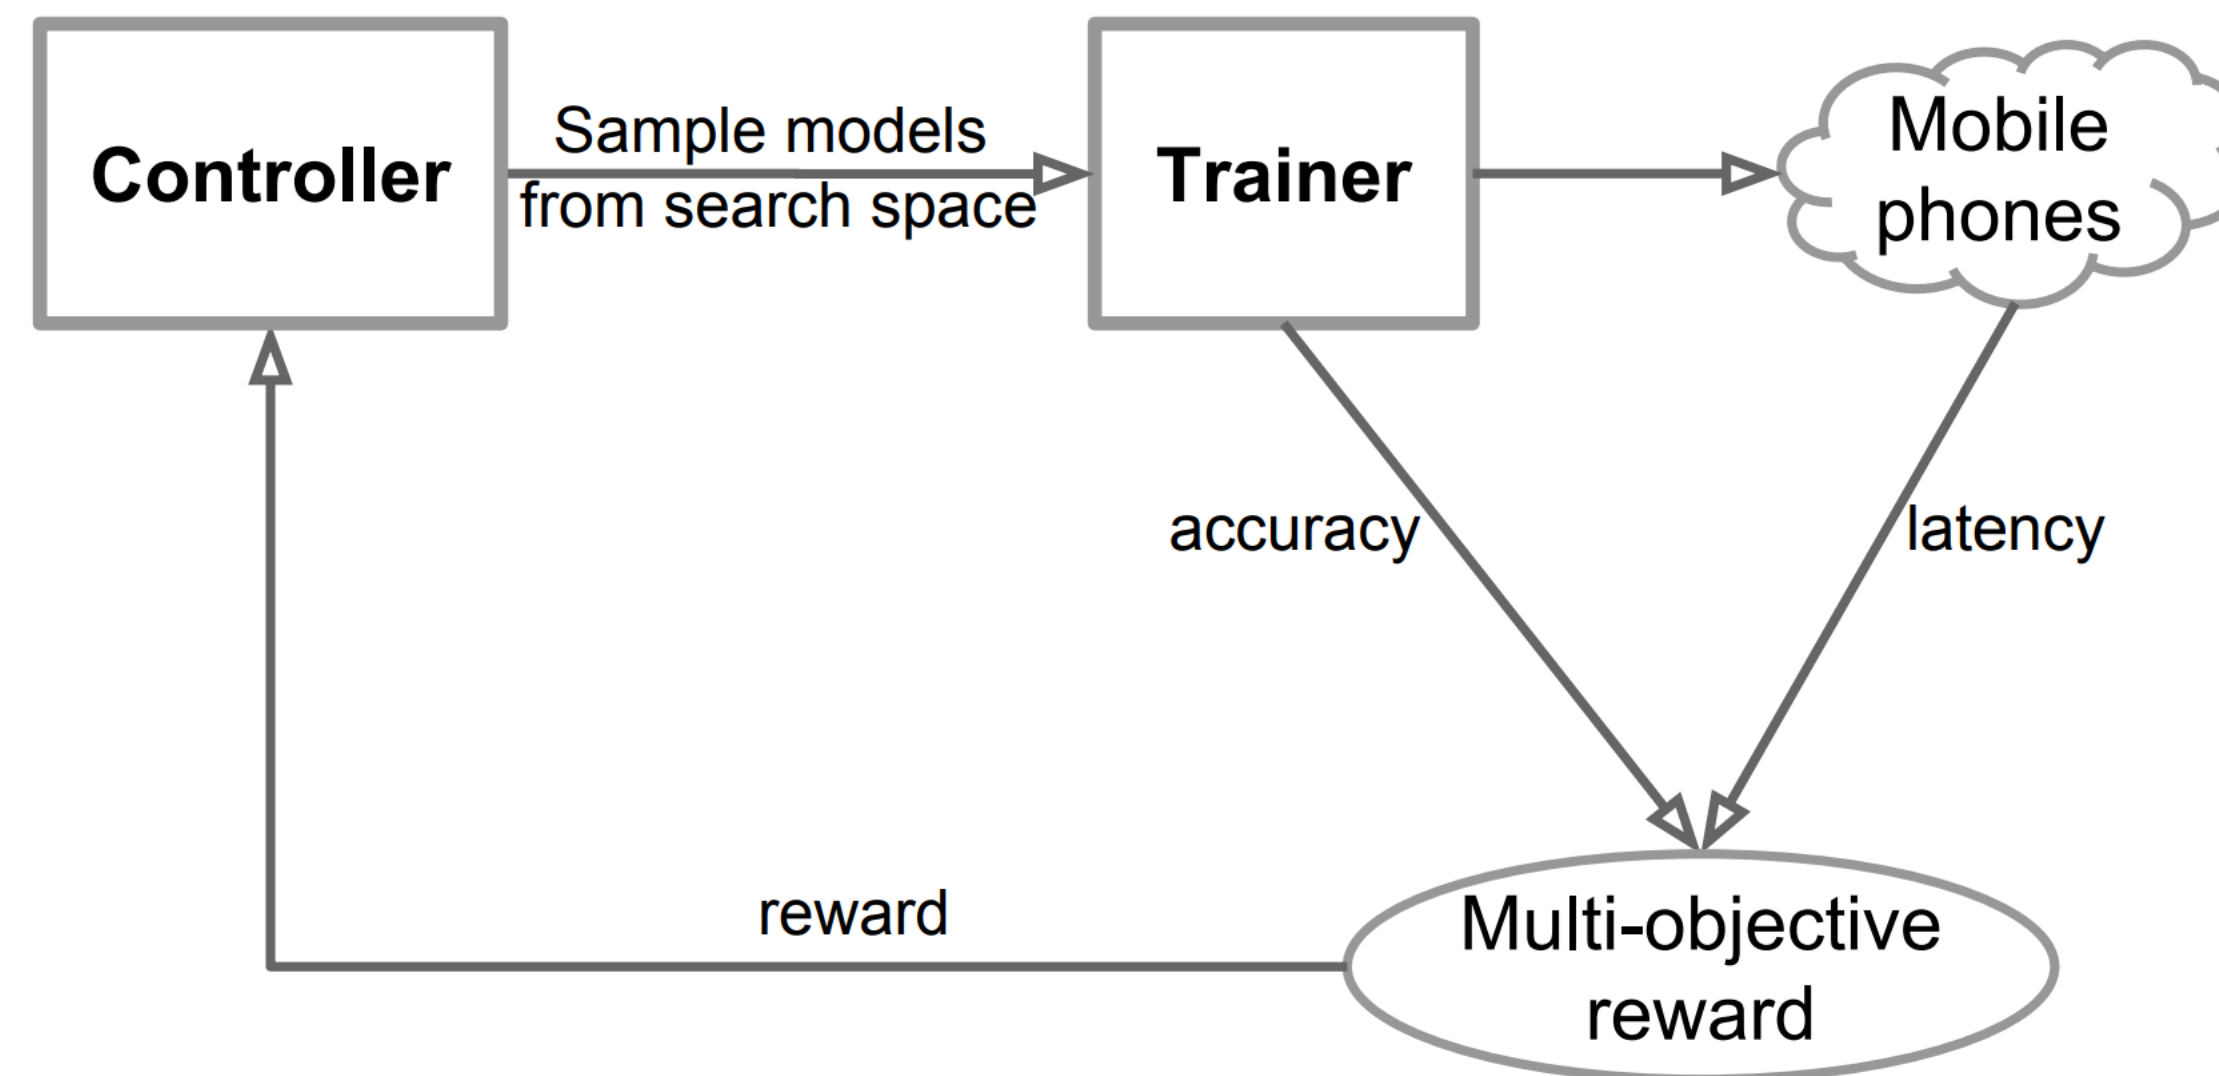 Controller
Sample models
from search space
Trainer
Mobile
phones
accuracy
latency
reward
Multi-objective
reward